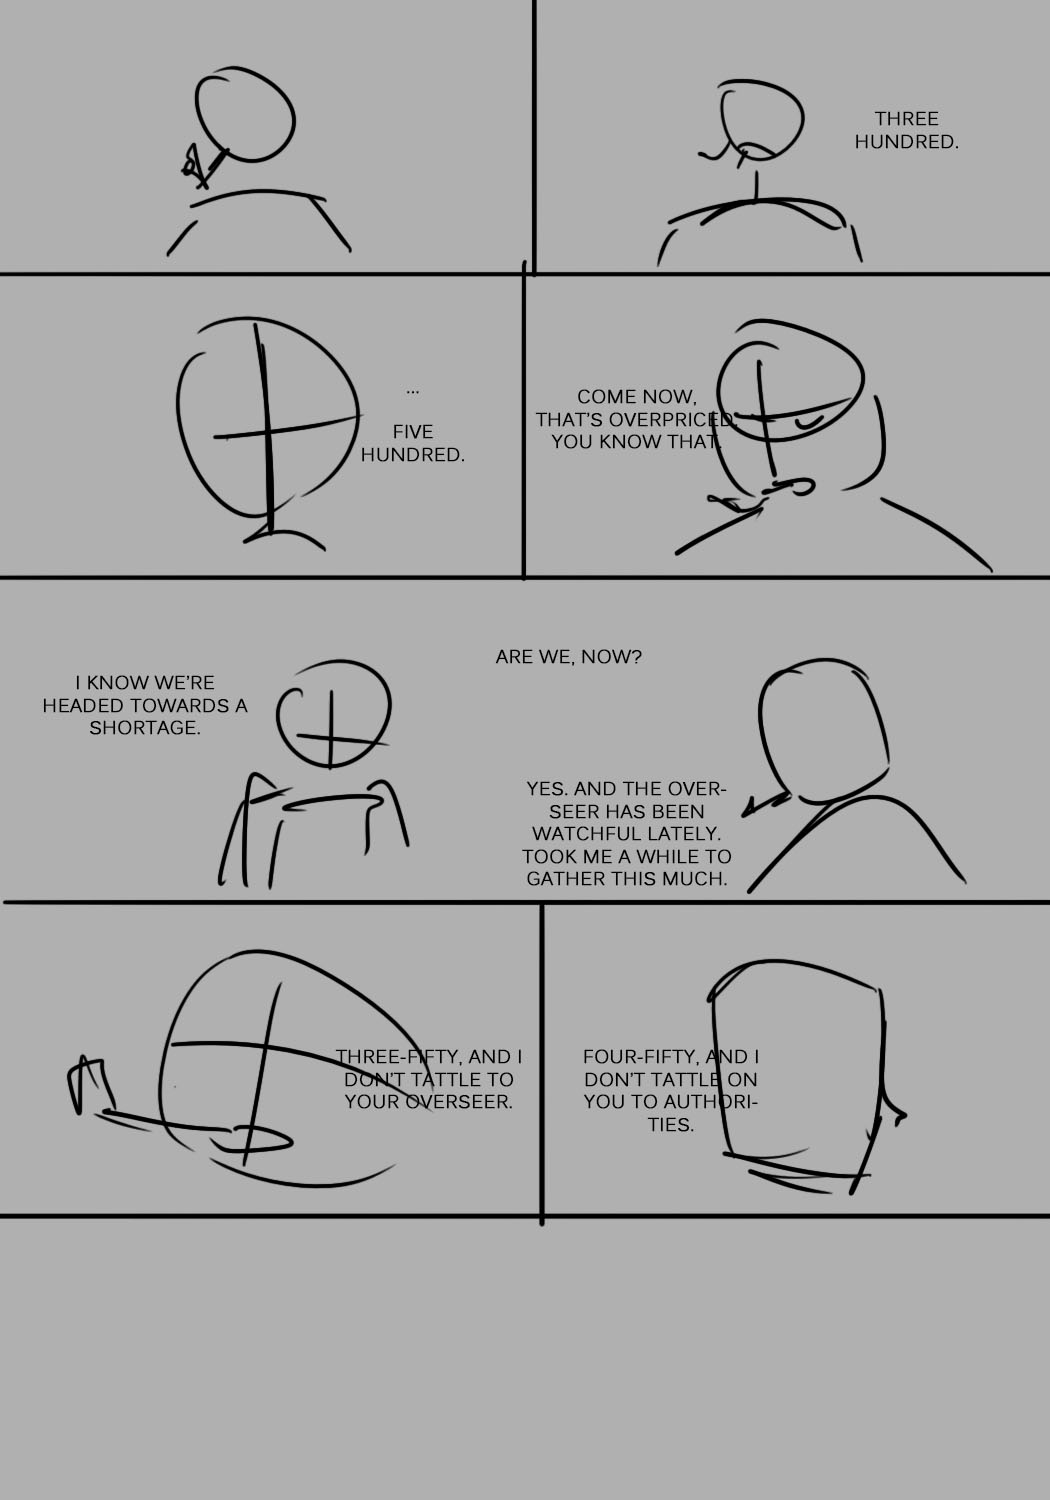 THREE
HUNDRED.
...
FIVE
HUNDRED.
COME NOW,
THAT'S OVERPRICED.
YOU KNOW THAT.
I KNOW WE'RE
HEADED TOWARDS A
SHORTAGE.
ARE WE, NOW?
YES. AND THE OVER-
SEER HAS BEEN
WATCHFUL LATELY.
TOOK ME A WHILE TO
GATHER THIS MUCH.
THREE-FIFTY, AND I
DON'T TATTLE TO
YOUR OVERSEER.
FOUR-FIFTY, AND I
DON'T TATTLE ON
YOU TO AUTHORI-
TIES.